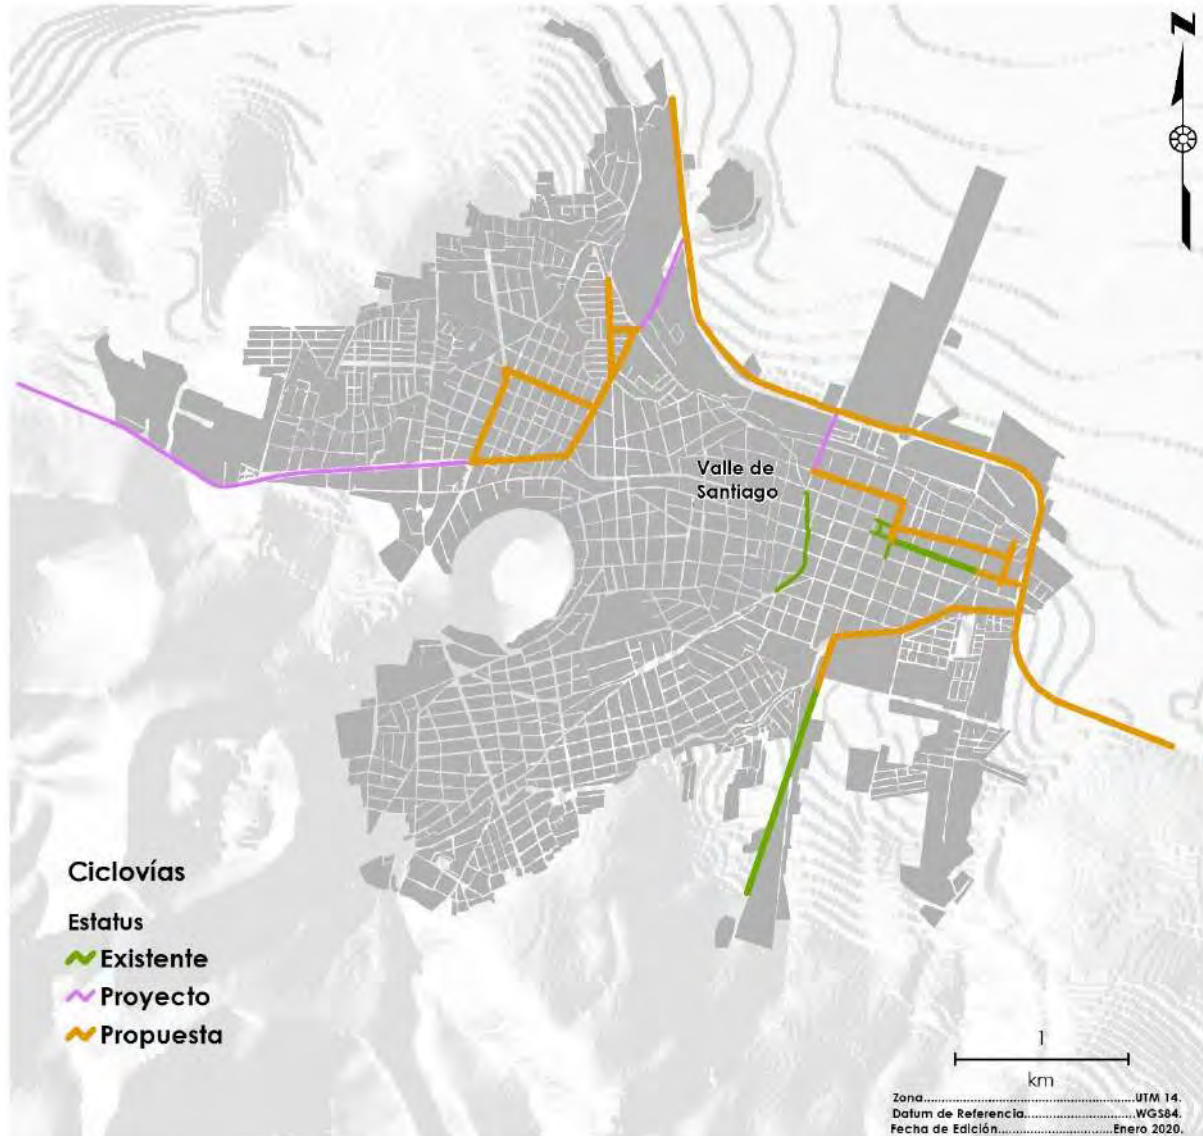 Z
Valle de
Santiago
Ciclovías
Estatus
Existente
Proyecto
Propuesta
1
km
Zona..............................................UTM 14.
Datum de Referencia......................WGS84.
Fecha de Edición...................Enero 2020.